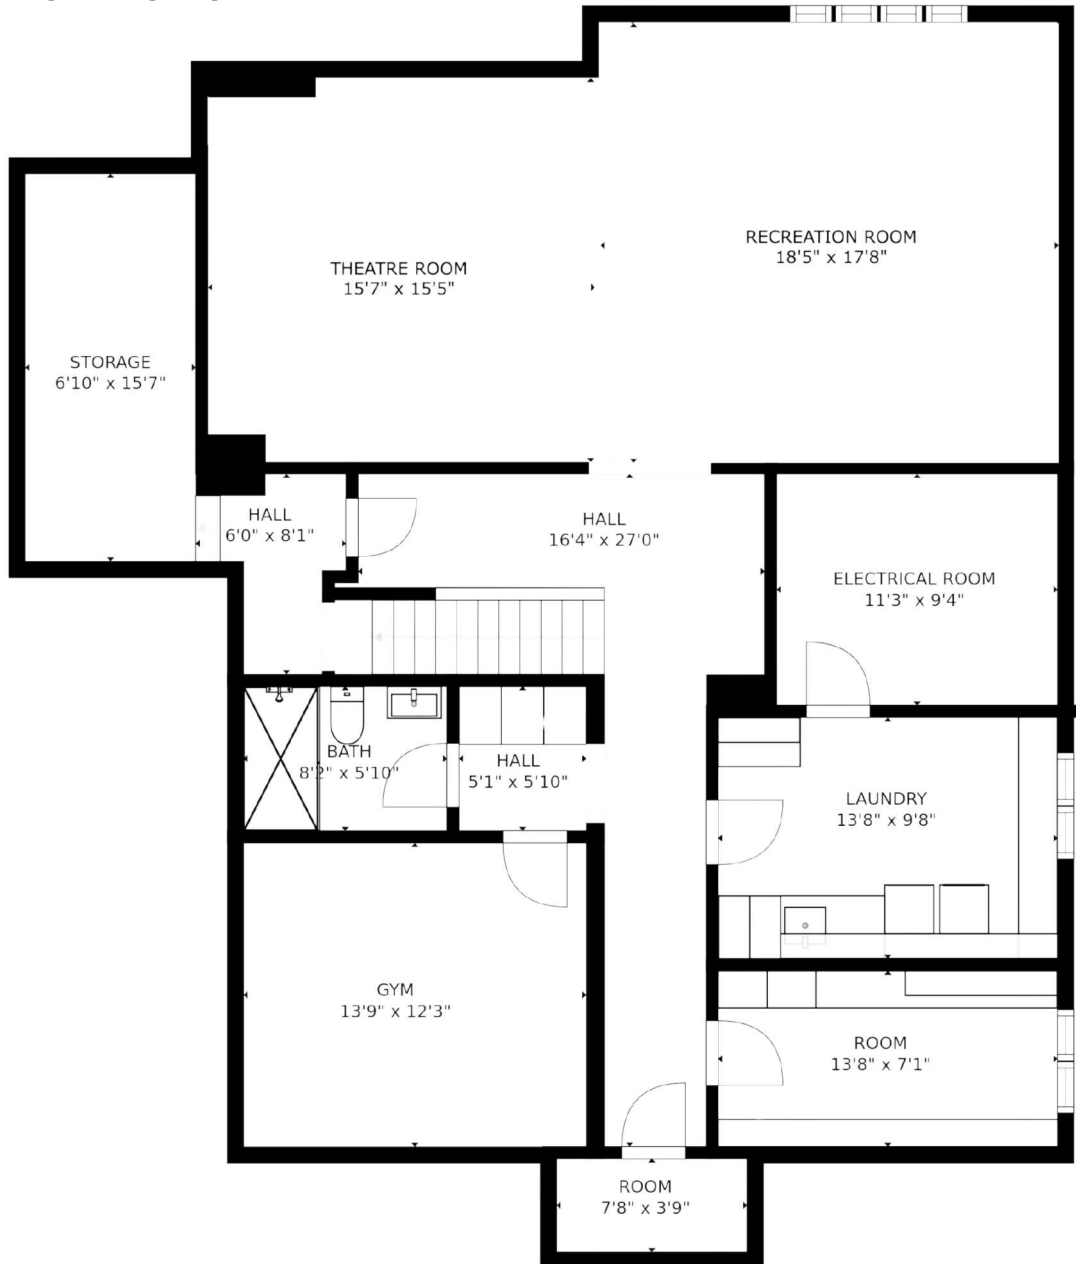 RECREATION ROOM
18'5" x 17'8"
THEATRE ROOM
15'7" x 15'5"
STORAGE
6'10" x 15'7"
HALL
6'0" x 8'1"
HALL
16'4" x 27'0"
ELECTRICAL ROOM
11'3" x 9'4"
BATH
8'2" x 5'10"
HALL
5'1" x 5'10"
LAUNDRY
13'8" x 9'8"
GYM
13'9" x 12'3"
ROOM
13'8" x 7'1"
ROOM
7'8" x 3'9"